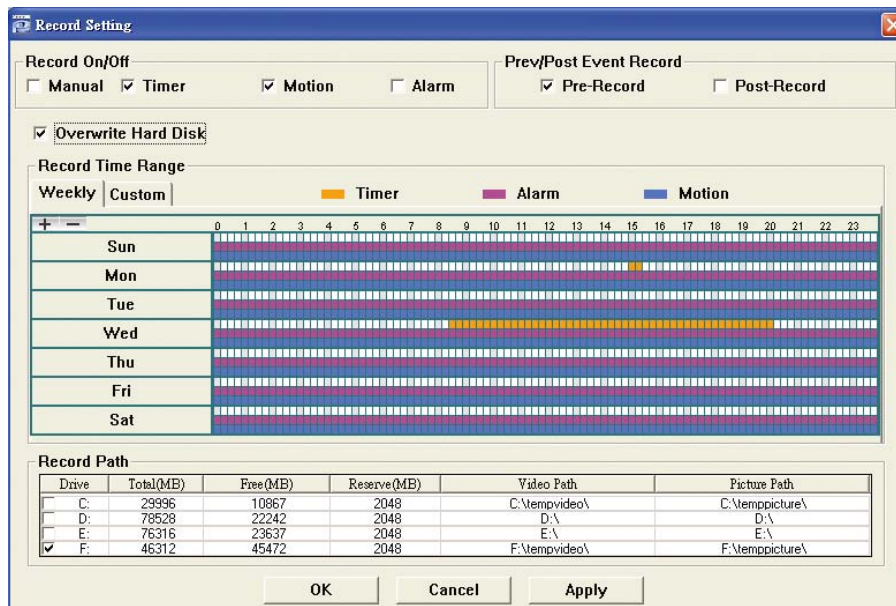 Record Setting
Record On/Off
Manual Timer Motion Alarm
Prev/Post Event Record
Pre-Record Post-Record
Overwrite Hard Disk
Record Time Range
Weekly Custom
Timer Alarm Motion
+ −
0 1 2 3 4 5 6 7 8 9 10 11 12 13 14 15 16 17 18 19 20 21 22 23
Sun
Mon
Tue
Wed
Thu
Fri
Sat
Record Path
Drive Total(MB) Free(MB) Reserve(MB) Video Path Picture Path
C: 29996 10867 2048 C:\tempvideo\ C:\temppicture\
D: 78528 22242 2048 D:\ D:\
E: 76316 23637 2048 E:\ E:\
F: 46312 45472 2048 F:\tempvideo\ F:\temppicture\
OK Cancel Apply